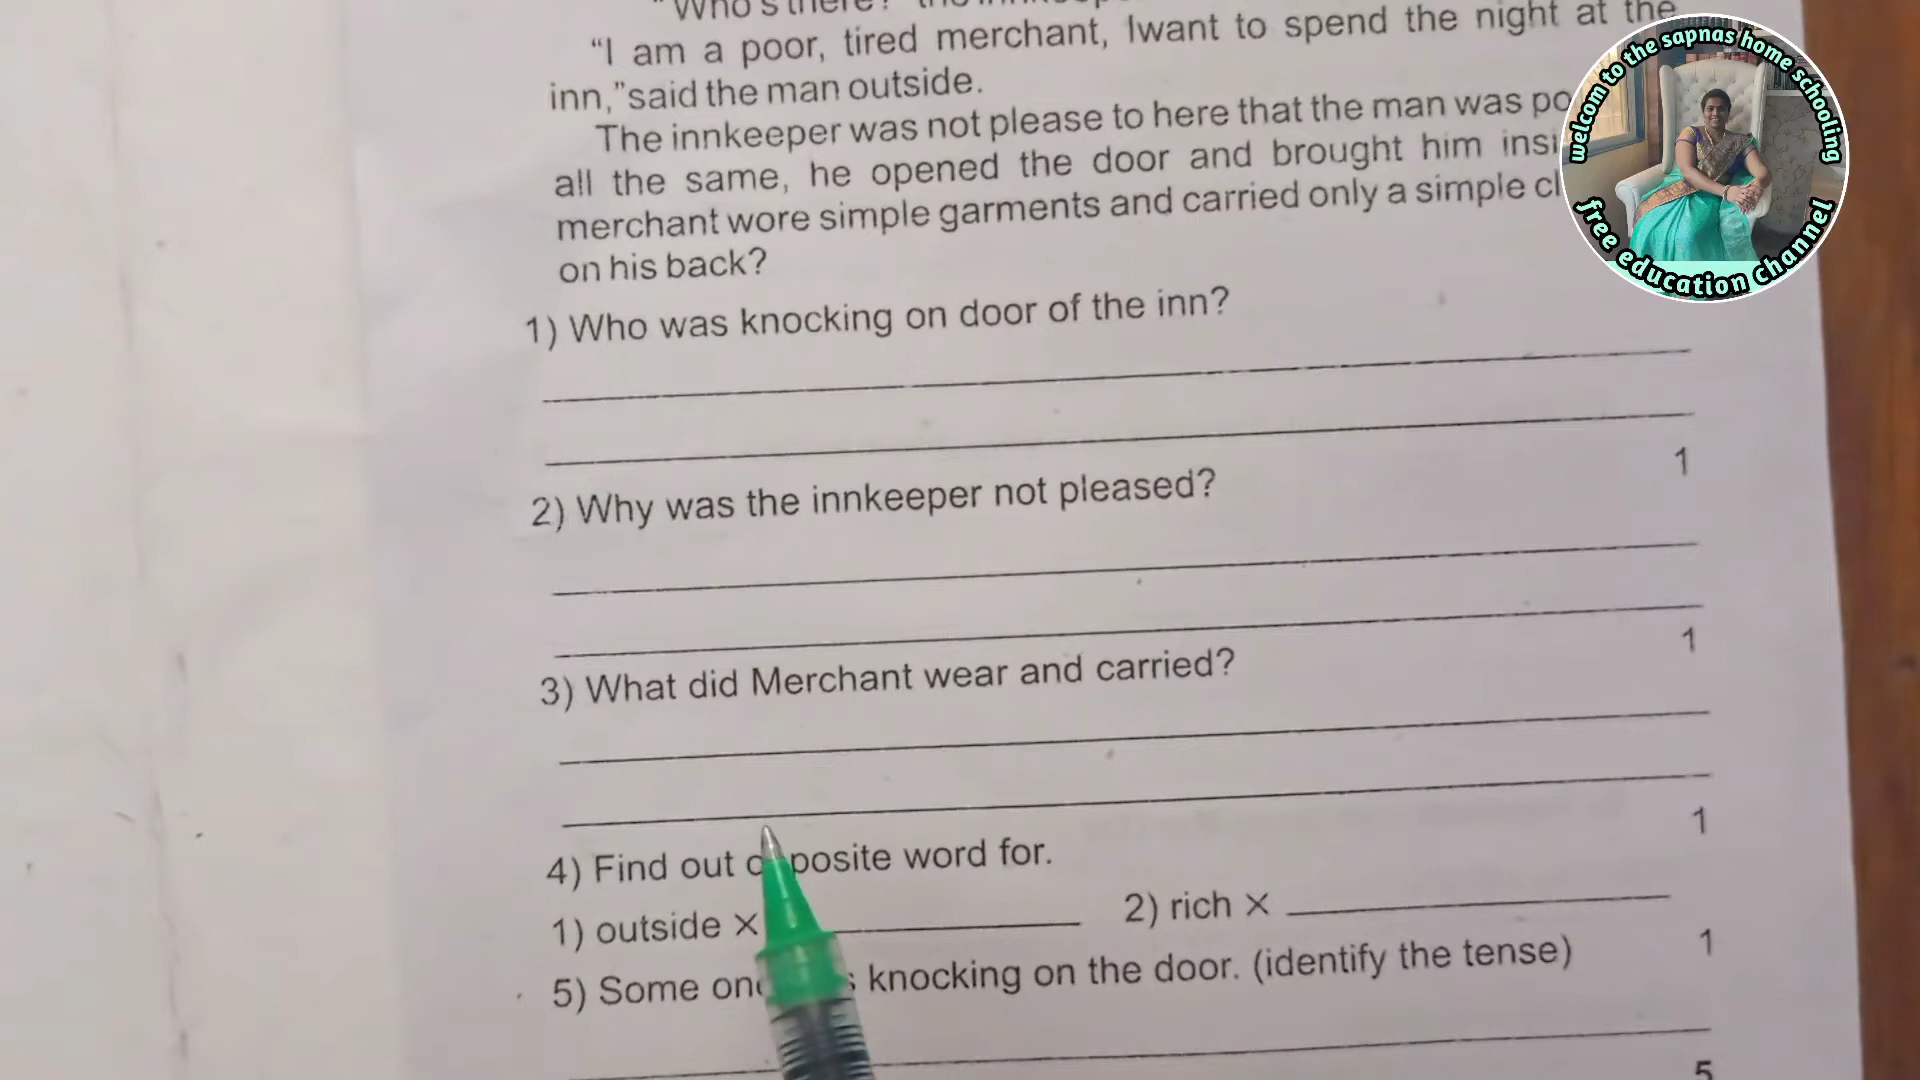 "Who's there?" the
"I am a poor, tired merchant, Iwant to spend the night at the
inn,"said the man outside.
The innkeeper was not please to here that the man was
all the same, he opened the door and brought him
merchant wore simple garments and carried only a simple
on his back?
1) Who was knocking on door of the inn?
1
2) Why was the innkeeper not pleased?
1
3) What did Merchant wear and carried?
1
4) Find out opposite word for.
1) outside × 2) rich ×
1
5) Some knocking on the door. (identify the tense)
5
welcom to the sapnas home schooling
free education channel